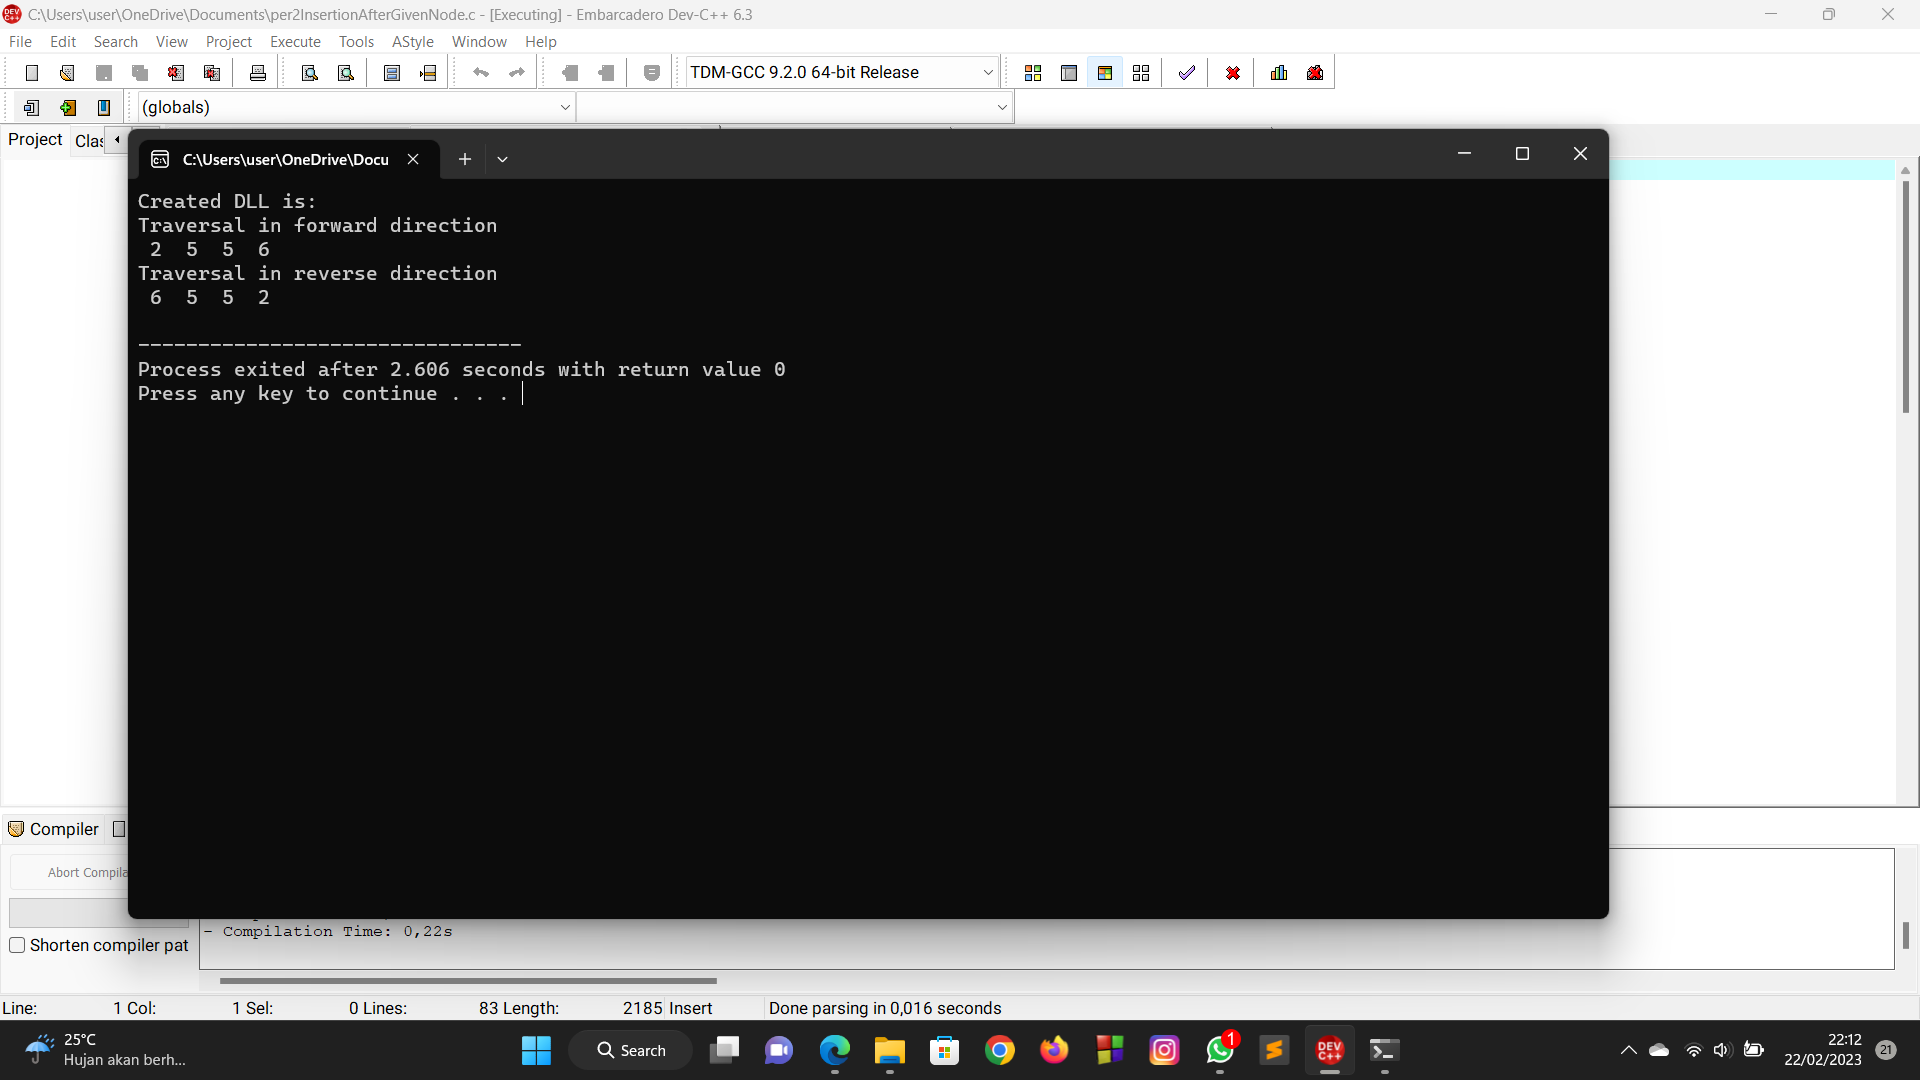 C:\Users\user\OneDrive\Documents\per2InsertionAfterGivenNode.c - [Executing] - Embarcadero Dev-C++ 6.3
File Edit Search View Project Execute Tools AStyle Window Help
TDM-GCC 9.2.0 64-bit Release
(globals)
Project Clas
C:\Users\user\OneDrive\Docu
Created DLL is:
Traversal in forward direction
2 5 5 6
Traversal in reverse direction
6 5 5 2
--------------------------------
Process exited after 2.606 seconds with return value 0
Press any key to continue . . .
Compiler
Abort Compila
- Compilation Time: 0,22s
Shorten compiler pat
Line: 1 Col: 1 Sel: 0 Lines: 83 Length: 2185 Insert Done parsing in 0,016 seconds
25°C
Hujan akan berh...
Search
DEV C++
1
22:12
22/02/2023
21